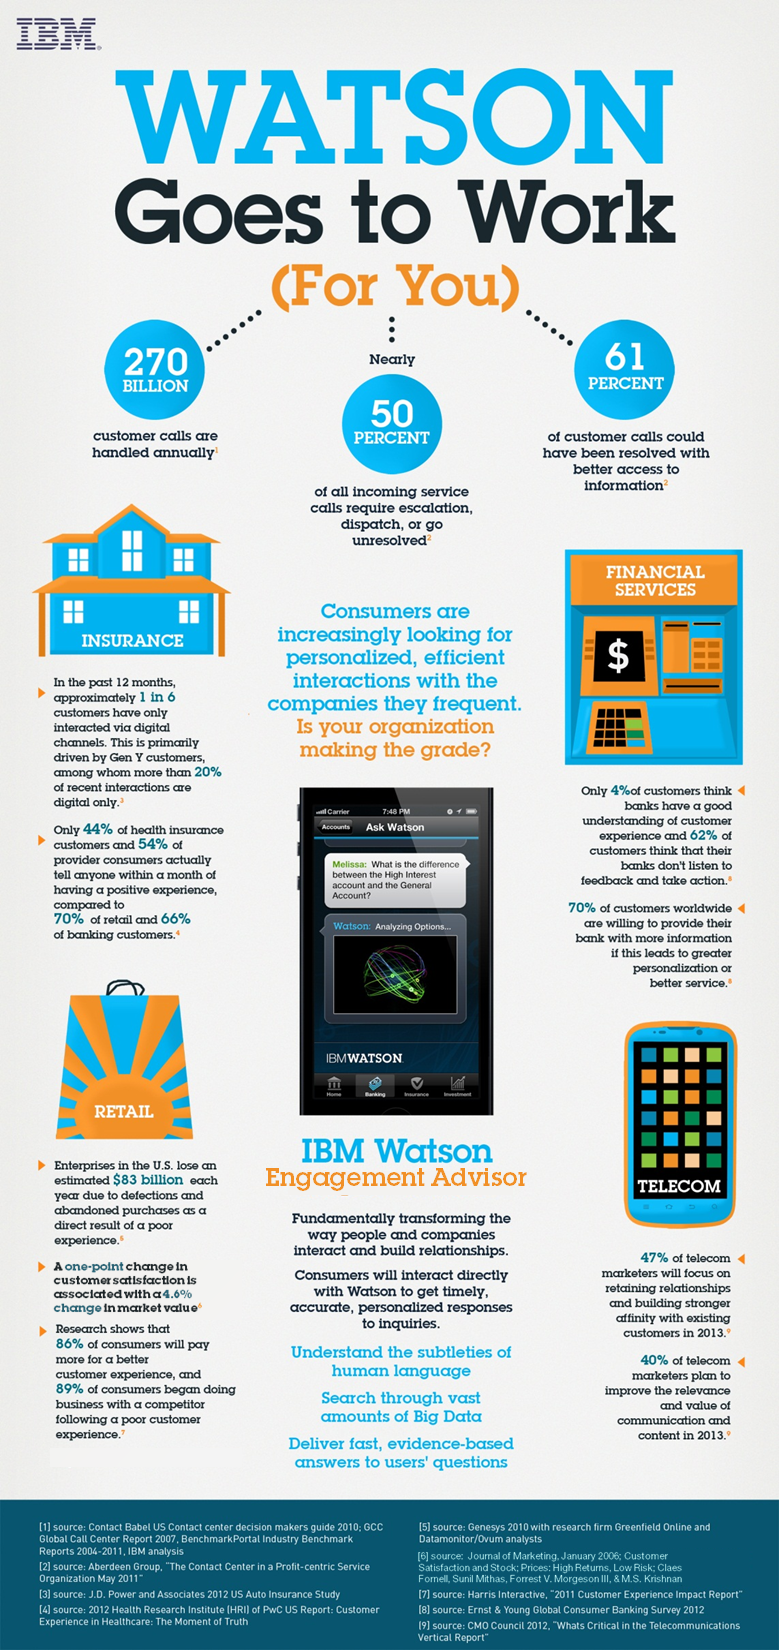 IBM
WATSON
Goes to Work
(For You)
270
BILLION
customer calls are
handled annually1
Nearly
50
PERCENT
of all incoming service
calls require escalation,
dispatch, or go
unresolved2
61
PERCENT
of customer calls could
have been resolved with
better access to
information2
INSURANCE
In the past 12 months,
approximately 1 in 6
customers have only
interacted via digital
channels. This is primarily
driven by Gen Y customers,
among whom more than 20%
of recent interactions are
digital only.3
Only 44% of health insurance
customers and 54% of
provider consumers actually
tell anyone within a month of
having a positive experience,
compared to
70% of retail and 66%
of banking customers.4
Consumers are
increasingly looking for
personalized, efficient
interactions with the
companies they frequent.
Is your organization
making the grade?
FINANCIAL
SERVICES
$
Only 4%of customers think
banks have a good
understanding of customer
experience and 62% of
customers think that their
banks don't listen to
feedback and take action.8
70% of customers worldwide
are willing to provide their
bank with more information
if this leads to greater
personalization or
better service.8
Carrier 7:48 PM
Accounts Ask Watson
Melissa: What is the difference
between the High Interest
account and the General
Account?
Watson: Analyzing Options...
IBMWATSON
Home Banking Insurance Investment
RETAIL
Enterprises in the U.S. lose an
estimated $83 billion each
year due to defections and
abandoned purchases as a
direct result of a poor
experience.5
A one-point change in
customer satisfaction is
associated with a 4.6%
change in market value6
Research shows that
86% of consumers will pay
more for a better
customer experience, and
89% of consumers began doing
business with a competitor
following a poor customer
experience.7
IBM Watson
Engagement Advisor
Fundamentally transforming the
way people and companies
interact and build relationships.
Consumers will interact directly
with Watson to get timely,
accurate, personalized responses
to inquiries.
Understand the subtleties of
human language
Search through vast
amounts of Big Data
Deliver fast, evidence-based
answers to users' questions
TELECOM
47% of telecom
marketers will focus on
retaining relationships
and building stronger
affinity with existing
customers in 2013.9
40% of telecom
marketers plan to
improve the relevance
and value of
communication and
content in 2013.9
[1] source: Contact Babel US Contact center decision makers guide 2010; GCC
Global Call Center Report 2007, BenchmarkPortal Industry Benchmark
Reports 2004-2011, IBM analysis
[2] source: Aberdeen Group, "The Contact Center in a Profit-centric Service
Organization May 2011"
[3] source: J.D. Power and Associates 2012 US Auto Insurance Study
[4] source: 2012 Health Research Institute (HRI) of PwC US Report: Customer
Experience in Healthcare: The Moment of Truth
[5] source: Genesys 2010 with research firm Greenfield Online and
Datamonitor/Ovum analysts
[6] source: Journal of Marketing, January 2006; Customer
Satisfaction and Stock; Prices: High Returns, Low Risk; Claes
Fornell, Sunil Mithas, Forrest V. Morgeson III, & M.S. Krishnan
[7] source: Harris Interactive, "2011 Customer Experience Impact Report"
[8] source: Ernst & Young Global Consumer Banking Survey 2012
[9] source: CMO Council 2012, "Whats Critical in the Telecommunications
Vertical Report"